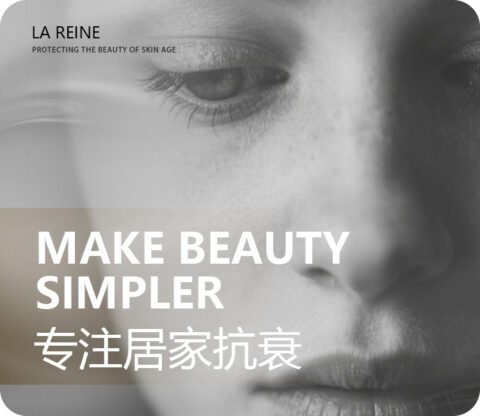 LA REINE
PROTECTING THE BEAUTY OF SKIN AGE
MAKE BEAUTY
SIMPLER
专注居家抗衰